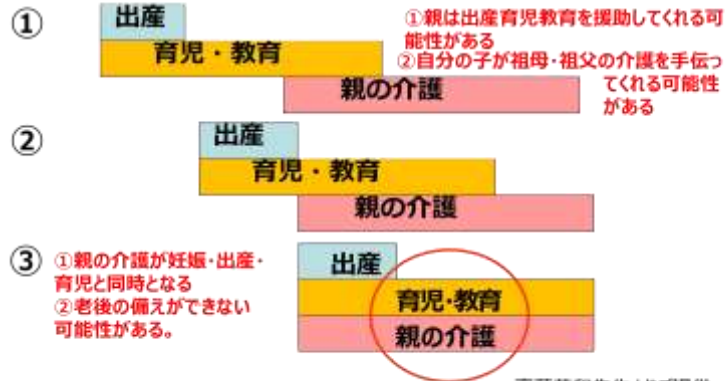 ①
出産
育児・教育
親の介護
①親は出産育児教育を援助してくれる可
能性がある
②自分の子が祖母・祖父の介護を手伝っ
てくれる可能性
がある
②
出産
育児・教育
親の介護
③
①親の介護が妊娠・出産・
育児と同時となる
②老後の備えができない
可能性がある。
出産
育児・教育
親の介護